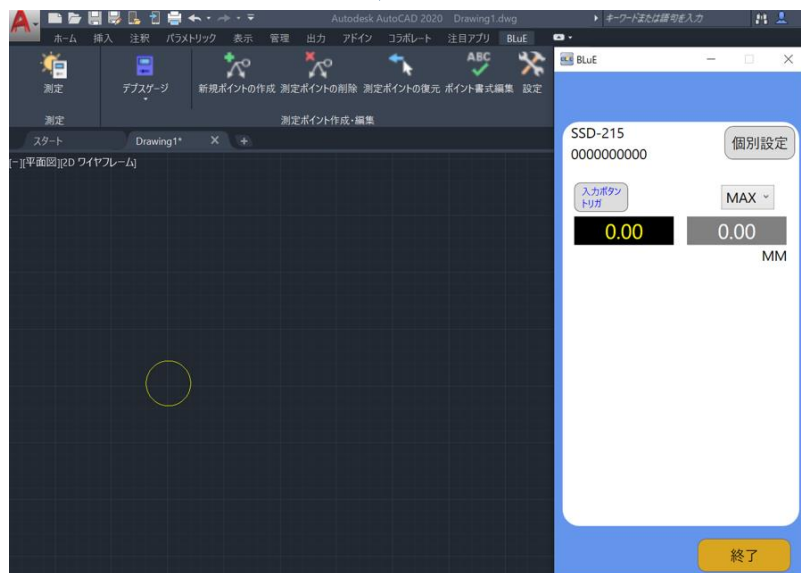 Autodesk AutoCAD 2020 Drawing1.dwg
キーワードまたは語句を入力
ホーム 挿入 注釈 パラメトリック 表示 管理 出力 アドイン コラボレート 注目アプリ BLuE
測定 デプスゲージ 新規ポイントの作成 測定ポイントの削除 測定ポイントの復元 ABC ポイント書式編集 設定
測定 測定ポイント作成・編集
スタート Drawing1* X +
[−][平面図][2D ワイヤフレーム]
BLuE
SSD-215
0000000000
個別設定
入力ボタン
トリガ
MAX
0.00 0.00
MM
終了